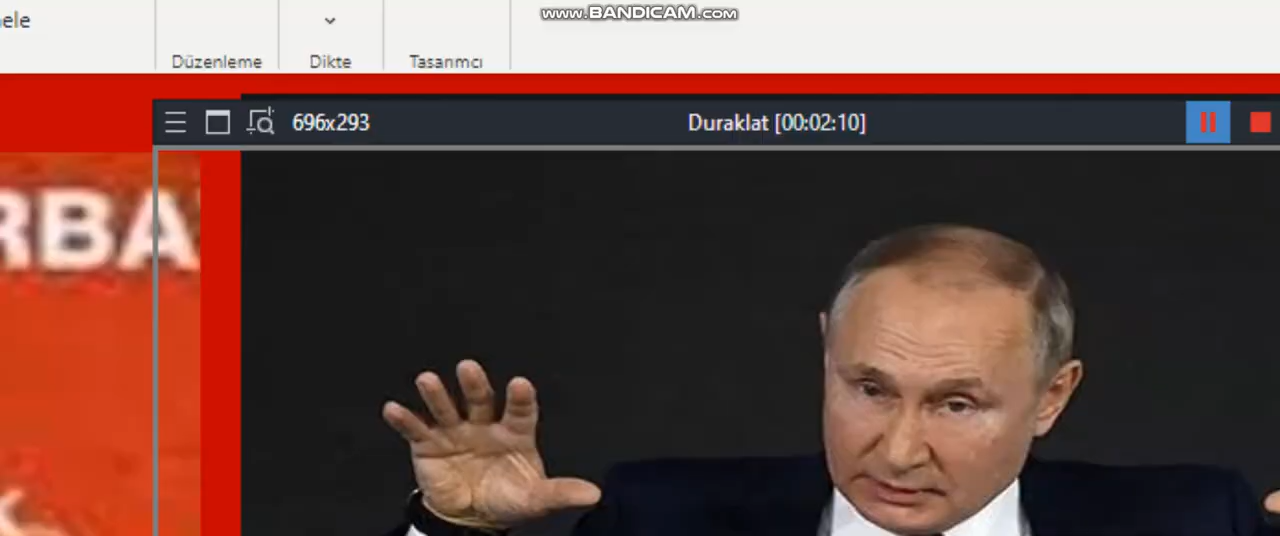 ele
www.BANDICAM.com
Düzenleme
Dikte
Tasarımcı
696x293
Duraklat [00:02:10]
RBA